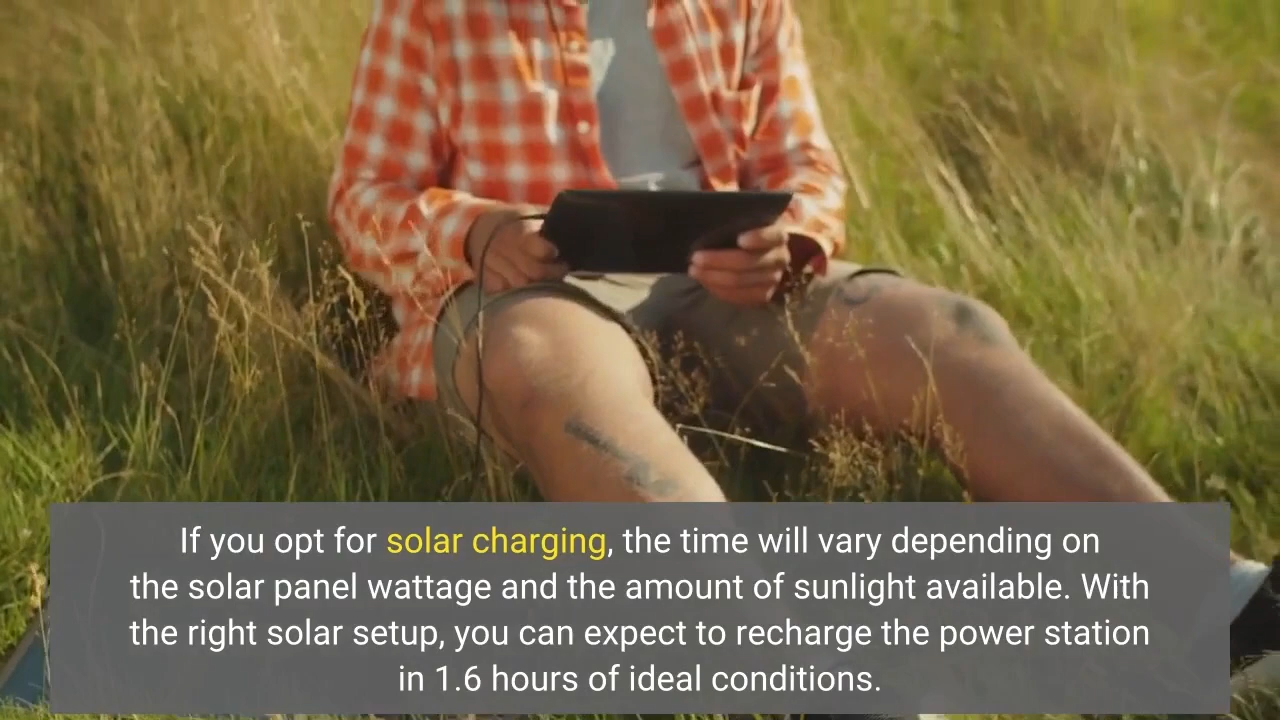 If you opt for solar charging, the time will vary depending on
the solar panel wattage and the amount of sunlight available. With
the right solar setup, you can expect to recharge the power station
in 1.6 hours of ideal conditions.